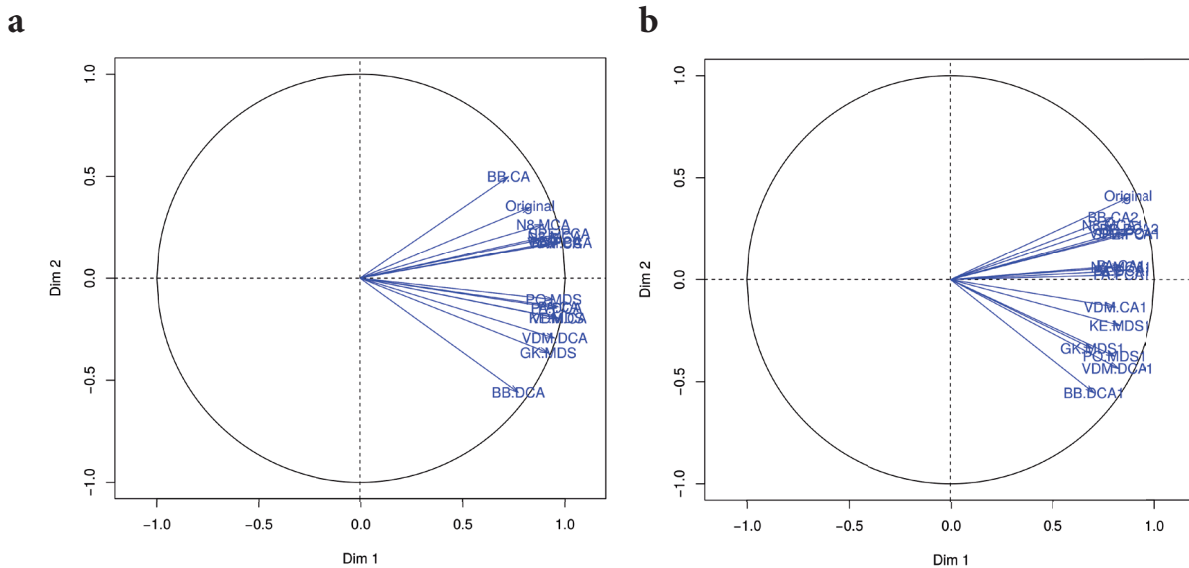 a
b
1.0
0.5
0.0
−0.5
−1.0
Dim 2
BB.CA
Original
N8.MCA
PO.MDS
VDM.DCA
GK.MDS
BB.DCA
−1.0
−0.5
0.0
0.5
1.0
Dim 1
1.0
0.5
0.0
−0.5
−1.0
Dim 2
Original
BB.CA2
N8.MCA1
VDM.CA1
KE.MDS1
GK.MDS1
PO.MDS1
VDM.DCA1
BB.DCA1
−1.0
−0.5
0.0
0.5
1.0
Dim 1